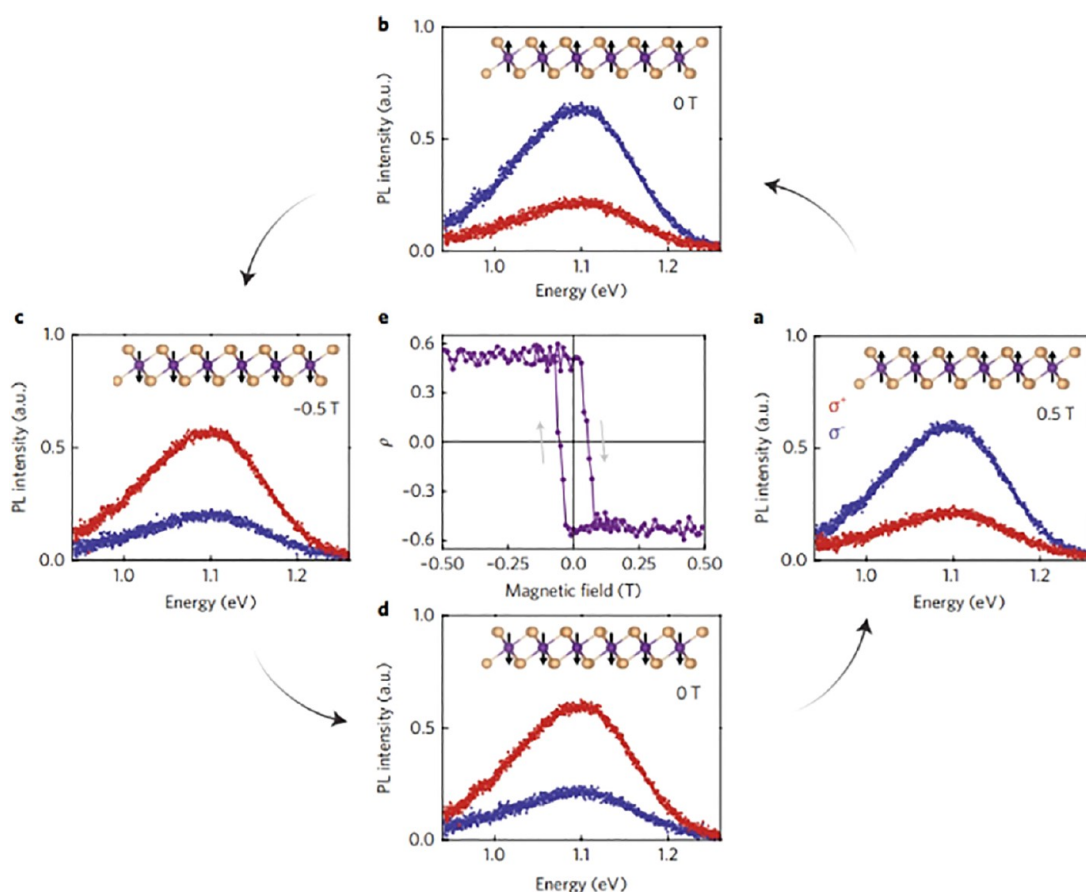 b
1.0
0.5
0.0
PL intensity (a.u.)
0 T
1.0 1.1 1.2
Energy (eV)
c
1.0
0.5
0.0
PL intensity (a.u.)
-0.5 T
1.0 1.1 1.2
Energy (eV)
e
0.6
0.3
0.0
-0.3
-0.6
ρ
-0.50 -0.25 0.0 0.25 0.50
Magnetic field (T)
a
1.0
0.5
0.0
PL intensity (a.u.)
σ+
σ-
0.5 T
1.0 1.1 1.2
Energy (eV)
d
1.0
0.5
0.0
PL intensity (a.u.)
0 T
1.0 1.1 1.2
Energy (eV)